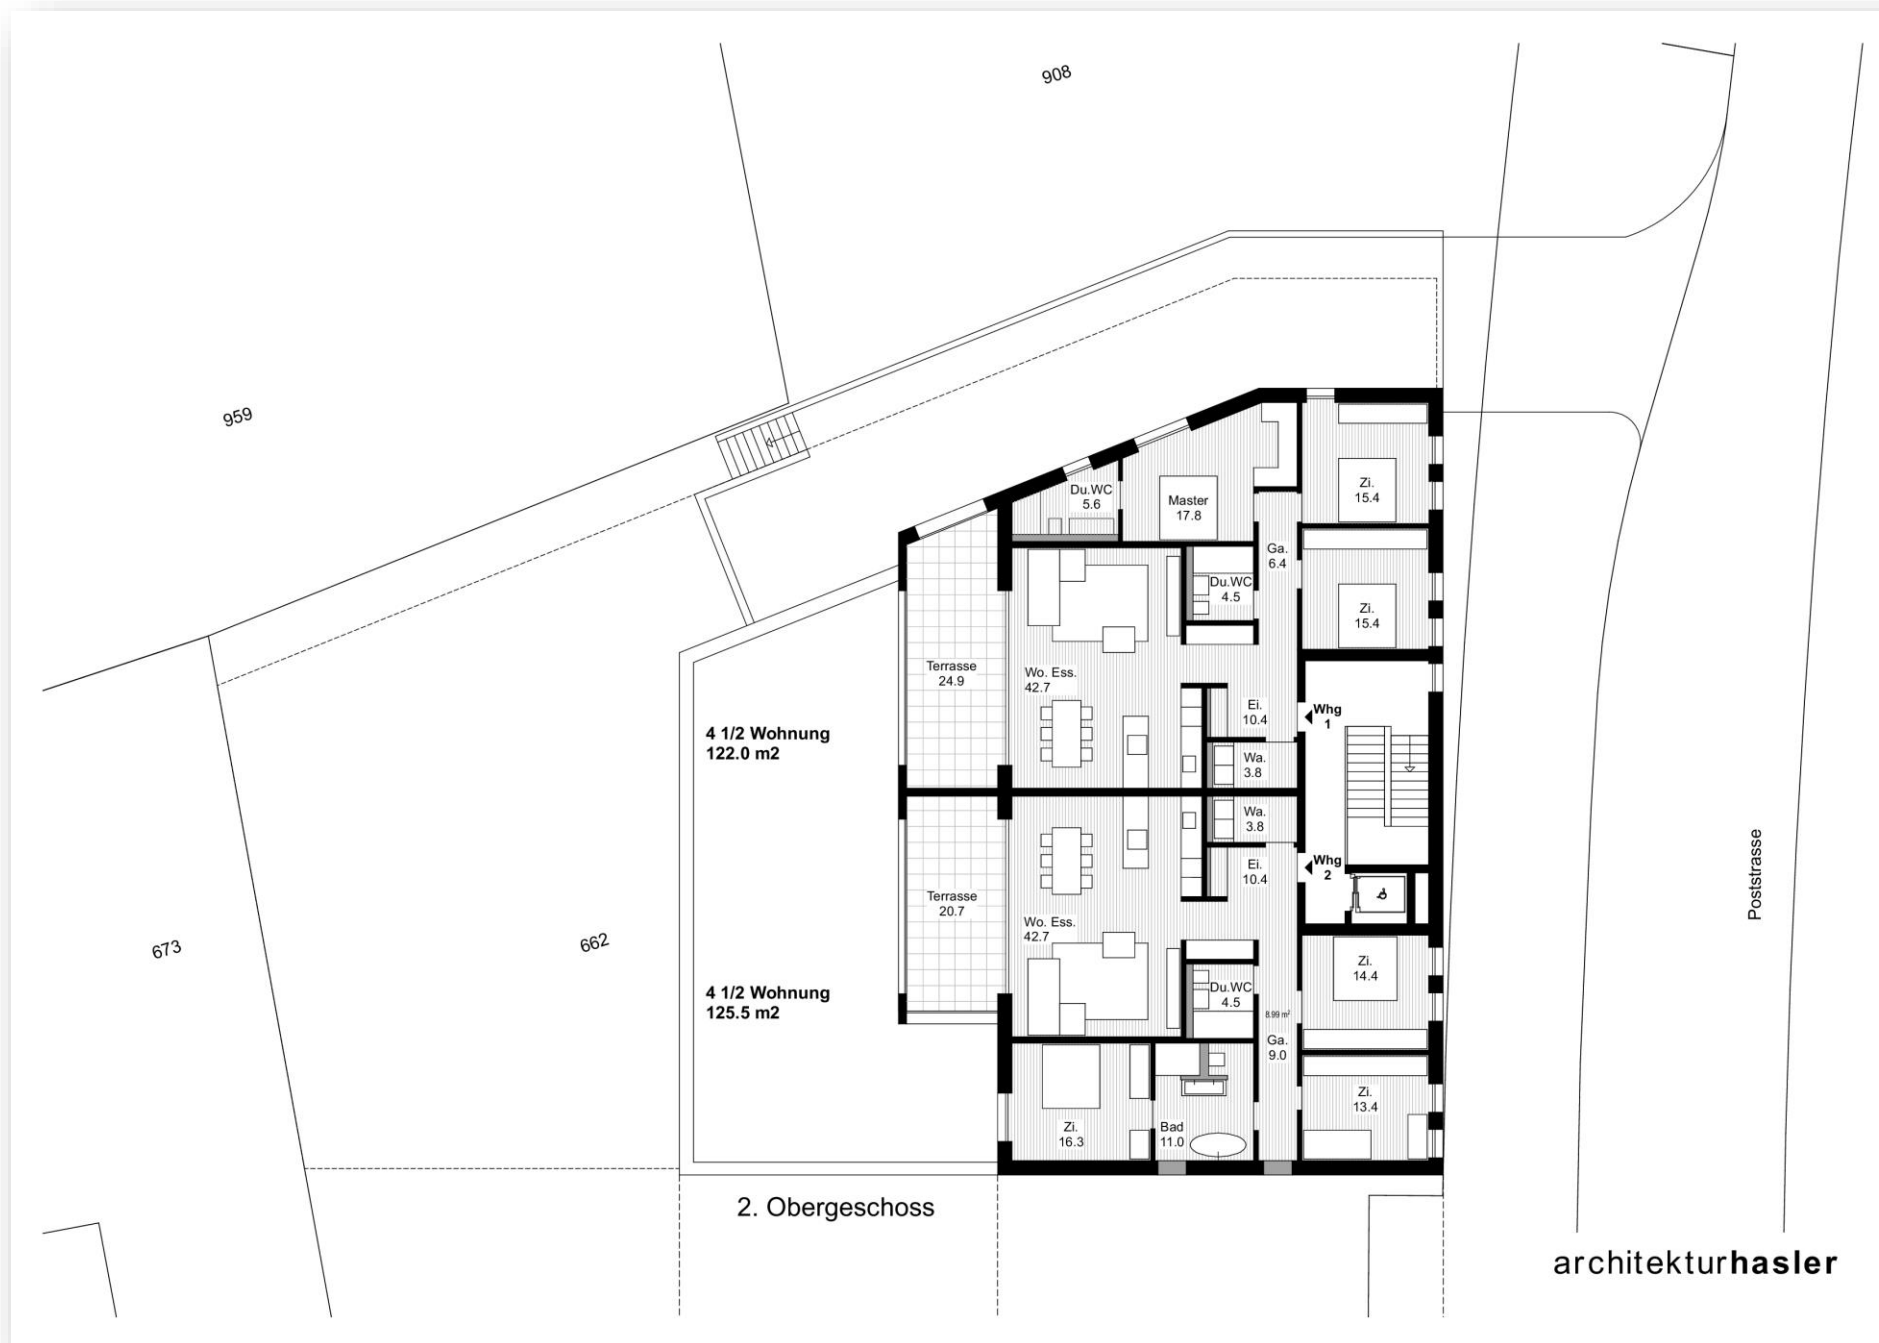 908
959
Du.WC
5.6
Master
17.8
Zi.
15.4
Ga.
6.4
Du.WC
4.5
Zi.
15.4
Terrasse
24.9
Wo. Ess.
42.7
Ei.
10.4
Whg
1
4 1/2 Wohnung
122.0 m2
Wa.
3.8
Wa.
3.8
Ei.
10.4
Whg
2
Terrasse
20.7
Wo. Ess.
42.7
Poststrasse
673
662
Zi.
14.4
4 1/2 Wohnung
125.5 m2
Du.WC
4.5
8.99 m²
Ga.
9.0
Zi.
13.4
Zi.
16.3
Bad
11.0
2. Obergeschoss
architekturhasler